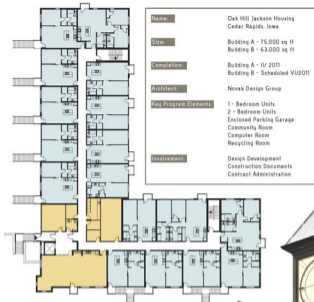 Name: Oak Hill Jackson Housing
Cedar Rapids, Iowa
Size: Building A - 75,000 sq ft
Building B - 63,000 sq ft
Completion: Building A - II/ 2011
Building B - Scheduled VI/2011
Architect: Novak Design Group
Key Program Elements: 1 - Bedroom Units
2 - Bedroom Units
Enclosed Parking Garage
Community Room
Computer Room
Recycling Room
Involvement: Design Development
Construction Documents
Contract Administration